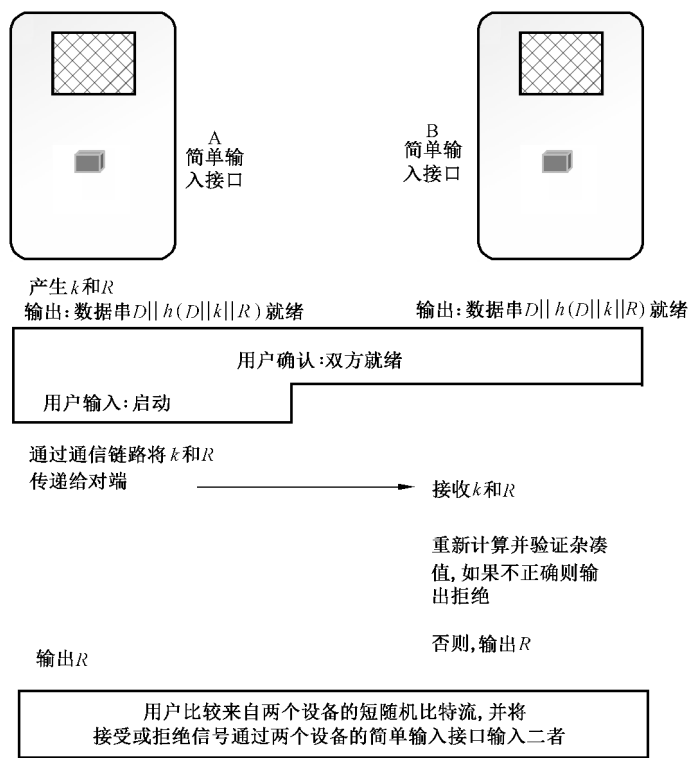 A
简单输
入接口
B
简单输
入接口
产生k和R
输出:数据串D||h(D||k||R)就绪
输出:数据串D||h(D||k||R)就绪
用户确认:双方就绪
用户输入:启动
通过通信链路将k和R
传递给对端
接收k和R
重新计算并验证杂凑
值,如果不正确则输
出拒绝
否则,输出R
输出R
用户比较来自两个设备的短随机比特流,并将
接受或拒绝信号通过两个设备的简单输入接口输入二者